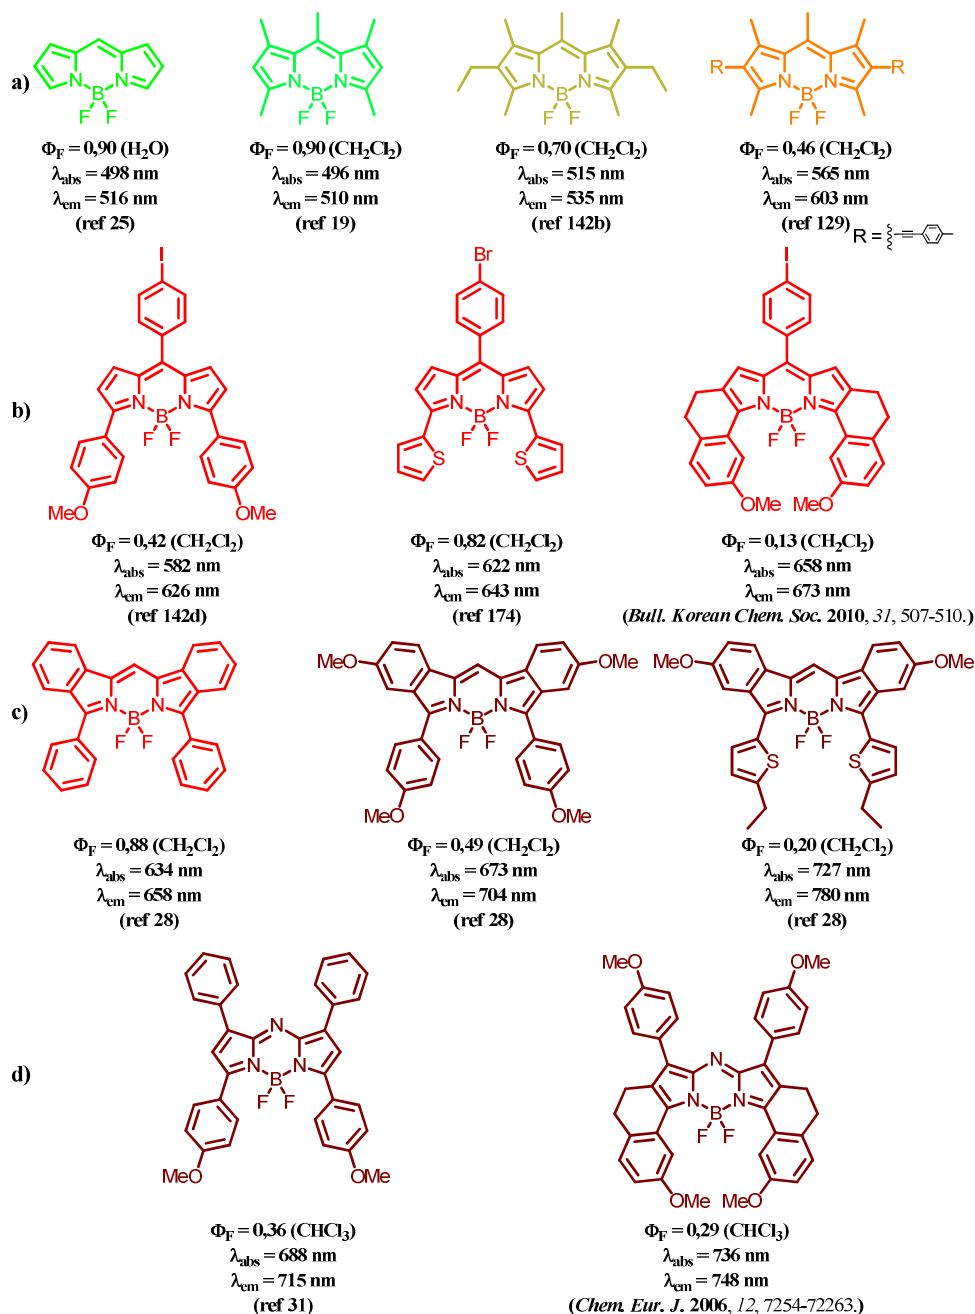 a)
N B N
F F
N B N
F F
N B N
F F
R R
N B N
F F
ΦF = 0,90 (H2O)
λabs = 498 nm
λem = 516 nm
(ref 25)
ΦF = 0,90 (CH2Cl2)
λabs = 496 nm
λem = 510 nm
(ref 19)
ΦF = 0,70 (CH2Cl2)
λabs = 515 nm
λem = 535 nm
(ref 142b)
ΦF = 0,46 (CH2Cl2)
λabs = 565 nm
λem = 603 nm
(ref 129)
R =
b)
I
N B N
F F
MeO OMe
Br
N B N
F F
S S
I
N B N
F F
OMe MeO
ΦF = 0,42 (CH2Cl2)
λabs = 582 nm
λem = 626 nm
(ref 142d)
ΦF = 0,82 (CH2Cl2)
λabs = 622 nm
λem = 643 nm
(ref 174)
ΦF = 0,13 (CH2Cl2)
λabs = 658 nm
λem = 673 nm
(Bull. Korean Chem. Soc. 2010, 31, 507-510.)
c)
N B N
F F
MeO OMe
N B N
F F
OMe MeO
MeO OMe
N B N
F F
S S
ΦF = 0,88 (CH2Cl2)
λabs = 634 nm
λem = 658 nm
(ref 28)
ΦF = 0,49 (CH2Cl2)
λabs = 673 nm
λem = 704 nm
(ref 28)
ΦF = 0,20 (CH2Cl2)
λabs = 727 nm
λem = 780 nm
(ref 28)
d)
N
N B N
F F
MeO OMe
MeO OMe
N
N B N
F F
OMe MeO
ΦF = 0,36 (CHCl3)
λabs = 688 nm
λem = 715 nm
(ref 31)
ΦF = 0,29 (CHCl3)
λabs = 736 nm
λem = 748 nm
(Chem. Eur. J. 2006, 12, 7254-72263.)